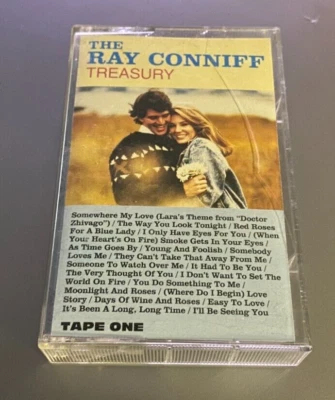 THE
RAY CONNIFF
TREASURY
Somewhere My Love (Lara's Theme from "Doctor
Zhivago") / The Way You Look Tonight / Red Roses
For A Blue Lady / I Only Have Eyes For You / (When
Your Heart's On Fire) Smoke Gets In Your Eyes /
As Time Goes By / Young And Foolish / Somebody
Loves Me / They Can't Take That Away From Me /
Someone To Watch Over Me / It Had To Be You /
The Very Thought Of You / I Don't Want To Set The
World On Fire / You Do Something To Me /
Moonlight And Roses / (Where Do I Begin) Love
Story / Days Of Wine And Roses / Easy To Love /
It's Been A Long, Long Time / I'll Be Seeing You
TAPE ONE